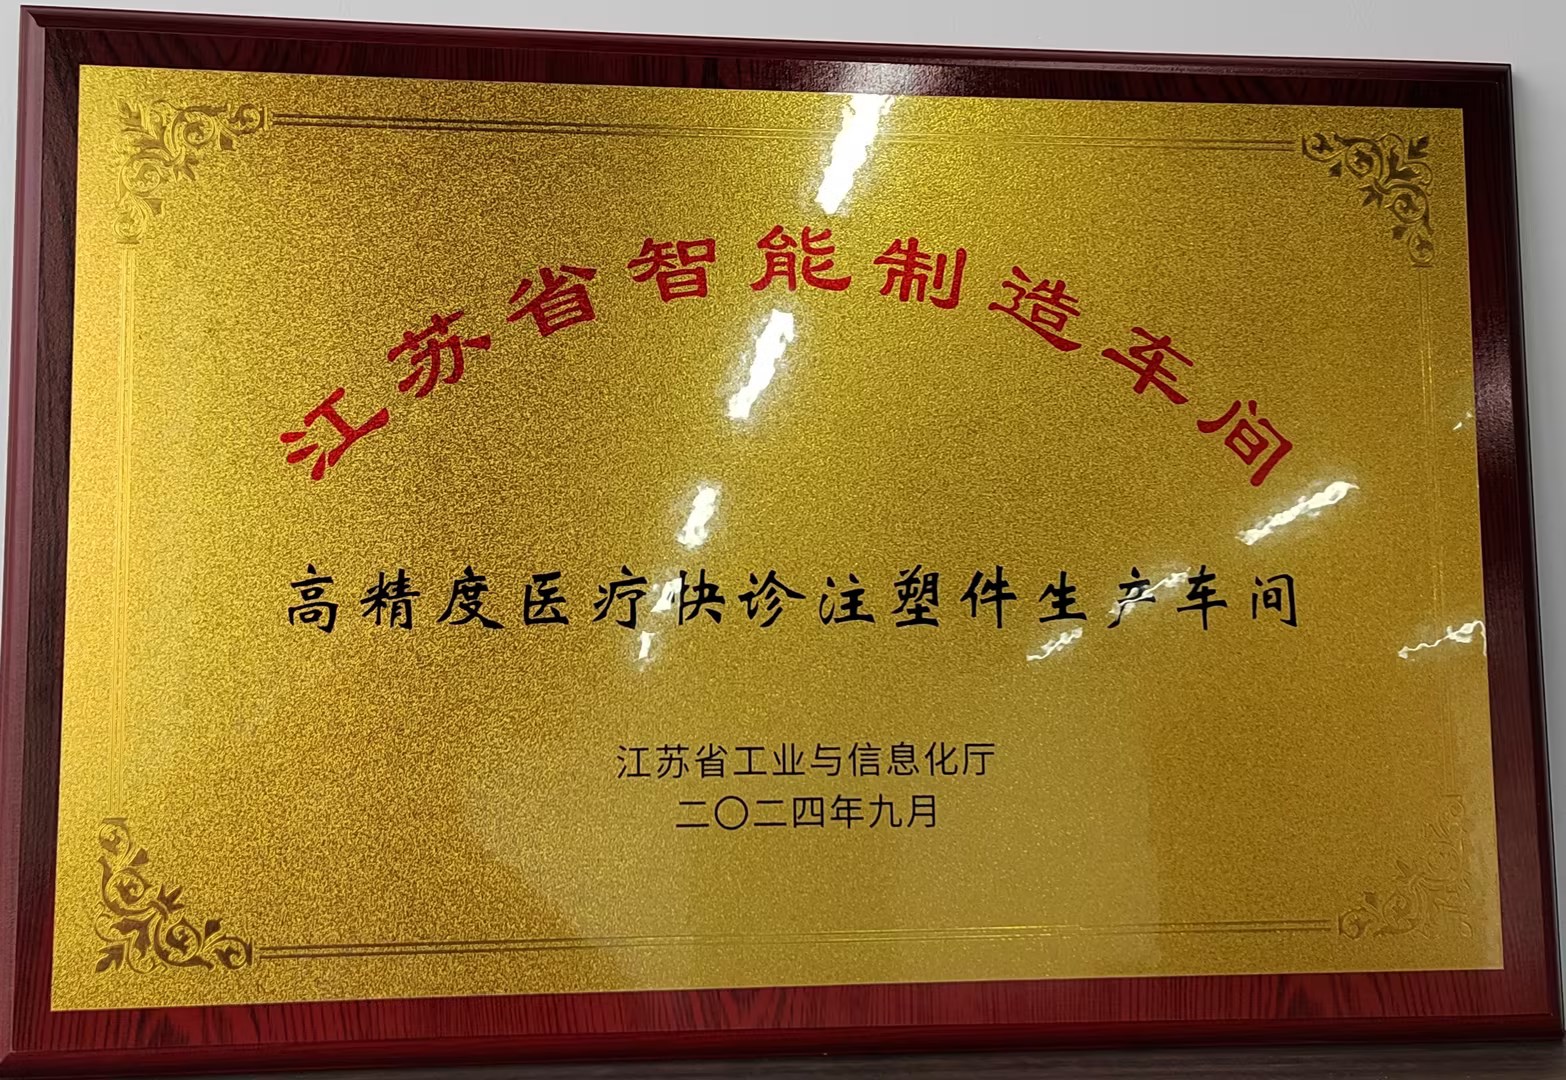 江苏省智能制造车间
高精度医疗快诊注塑件生产车间
江苏省工业与信息化厅
二〇二四年九月